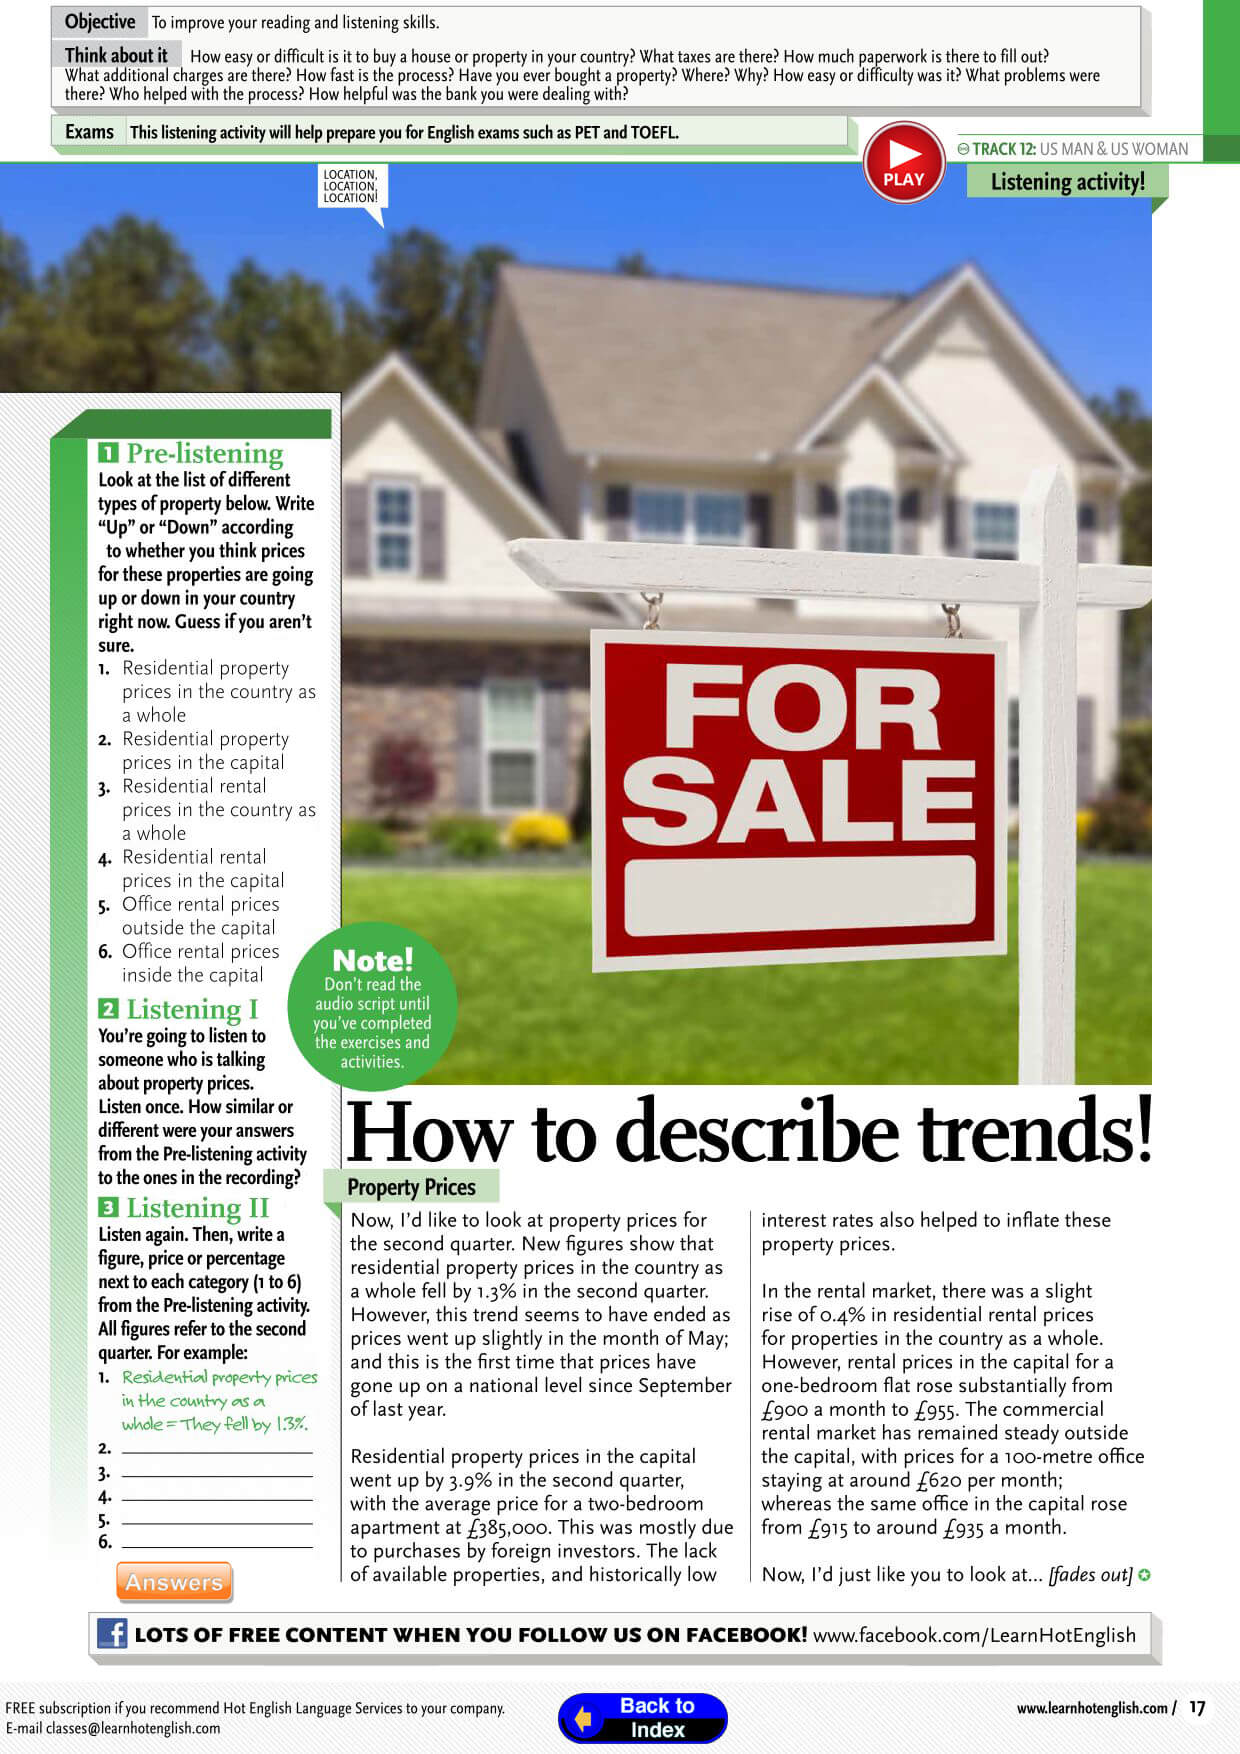 Objective To improve your reading and listening skills.
Think about it How easy or difficult is it to buy a house or property in your country? What taxes are there? How much paperwork is there to fill out?
What additional charges are there? How fast is the process? Have you ever bought a property? Where? Why? How easy or difficulty was it? What problems were
there? Who helped with the process? How helpful was the bank you were dealing with?
Exams This listening activity will help prepare you for English exams such as PET and TOEFL.
PLAY
TRACK 12: US MAN & US WOMAN
Listening activity!
LOCATION,
LOCATION,
LOCATION!
FOR
SALE
1 Pre-listening
Look at the list of different
types of property below. Write
“Up” or “Down” according
to whether you think prices
for these properties are going
up or down in your country
right now. Guess if you aren’t
sure.
1. Residential property
prices in the country as
a whole
2. Residential property
prices in the capital
3. Residential rental
prices in the country as
a whole
4. Residential rental
prices in the capital
5. Office rental prices
outside the capital
6. Office rental prices
inside the capital
2 Listening I
You’re going to listen to
someone who is talking
about property prices.
Listen once. How similar or
different were your answers
from the Pre-listening activity
to the ones in the recording?
3 Listening II
Listen again. Then, write a
figure, price or percentage
next to each category (1 to 6)
from the Pre-listening activity.
All figures refer to the second
quarter. For example:
1. Residential property prices
in the country as a
whole = They fell by 1.3%.
2.
3.
4.
5.
6.
Answers
Note!
Don’t read the
audio script until
you’ve completed
the exercises and
activities.
How to describe trends!
Property Prices
Now, I’d like to look at property prices for
the second quarter. New figures show that
residential property prices in the country as
a whole fell by 1.3% in the second quarter.
However, this trend seems to have ended as
prices went up slightly in the month of May;
and this is the first time that prices have
gone up on a national level since September
of last year.
Residential property prices in the capital
went up by 3.9% in the second quarter,
with the average price for a two-bedroom
apartment at £385,000. This was mostly due
to purchases by foreign investors. The lack
of available properties, and historically low
interest rates also helped to inflate these
property prices.
In the rental market, there was a slight
rise of 0.4% in residential rental prices
for properties in the country as a whole.
However, rental prices in the capital for a
one-bedroom flat rose substantially from
£900 a month to £955. The commercial
rental market has remained steady outside
the capital, with prices for a 100-metre office
staying at around £620 per month;
whereas the same office in the capital rose
from £915 to around £935 a month.
Now, I’d just like you to look at... [fades out]
LOTS OF FREE CONTENT WHEN YOU FOLLOW US ON FACEBOOK! www.facebook.com/LearnHotEnglish
FREE subscription if you recommend Hot English Language Services to your company.
E-mail classes@learnhotenglish.com
Back to
Index
www.learnhotenglish.com / 17